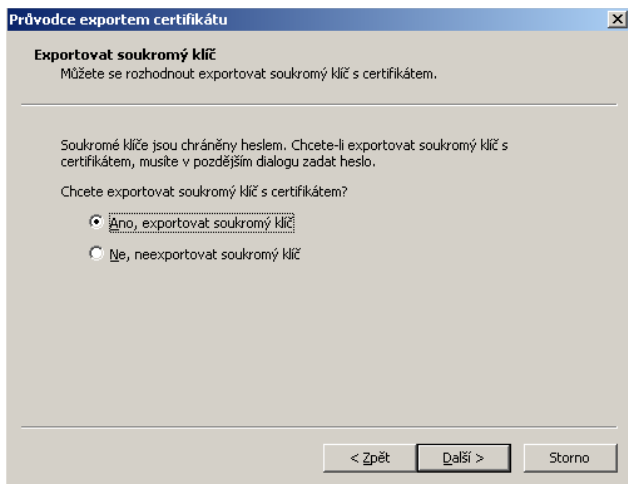 Průvodce exportem certifikátu
Exportovat soukromý klíč
Můžete se rozhodnout exportovat soukromý klíč s certifikátem.
Soukromé klíče jsou chráněny heslem. Chcete-li exportovat soukromý klíč s
certifikátem, musíte v pozdějším dialogu zadat heslo.
Chcete exportovat soukromý klíč s certifikátem?
Ano, exportovat soukromý klíč
Ne, neexportovat soukromý klíč
< Zpět Další > Storno